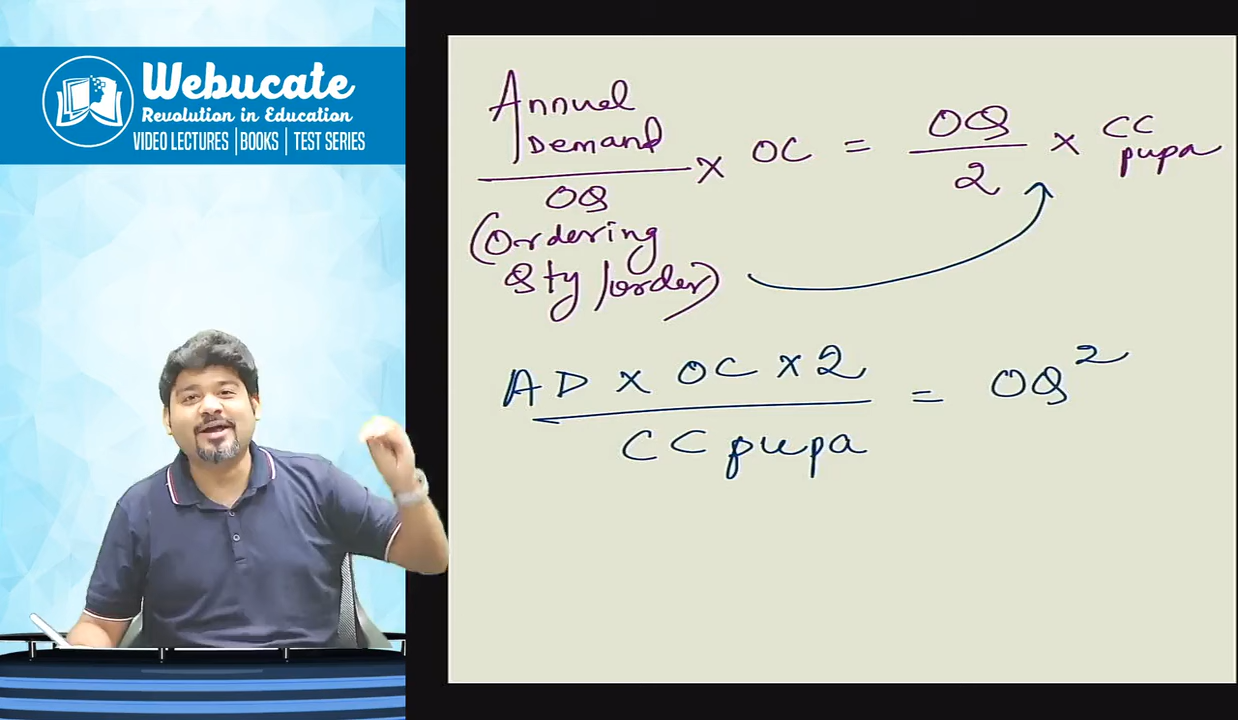 Webucate
Revolution in Education
VIDEO LECTURES | BOOKS | TEST SERIES
Annual
Demand
OQ
(Ordering
Qty/order)
× OC = OQ/2 × CC pupa
AD × OC × 2 / CC pupa = OQ²